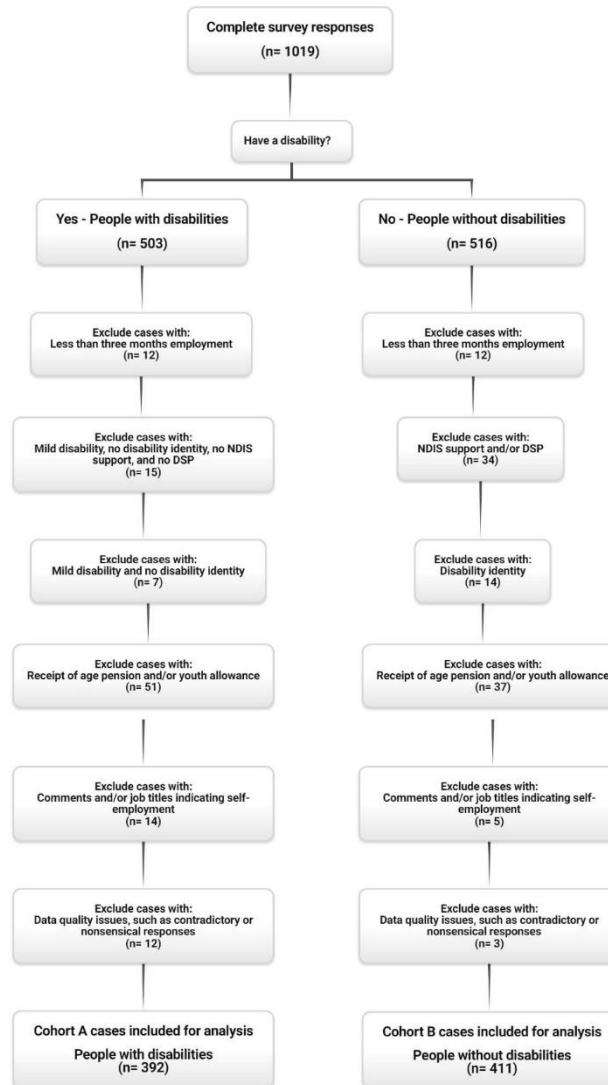 Complete survey responses
(n= 1019)
Have a disability?
Yes - People with disabilities
(n= 503)
No - People without disabilities
(n= 516)
Exclude cases with:
Less than three months employment
(n= 12)
Exclude cases with:
Less than three months employment
(n= 12)
Exclude cases with:
Mild disability, no disability identity, no NDIS
support, and no DSP
(n= 15)
Exclude cases with:
NDIS support and/or DSP
(n= 34)
Exclude cases with:
Mild disability and no disability identity
(n= 7)
Exclude cases with:
Disability identity
(n= 14)
Exclude cases with:
Receipt of age pension and/or youth allowance
(n= 51)
Exclude cases with:
Receipt of age pension and/or youth allowance
(n= 37)
Exclude cases with:
Comments and/or job titles indicating self-
employment
(n= 14)
Exclude cases with:
Comments and/or job titles indicating self-
employment
(n= 5)
Exclude cases with:
Data quality issues, such as contradictory or
nonsensical responses
(n= 12)
Exclude cases with:
Data quality issues, such as contradictory or
nonsensical responses
(n= 3)
Cohort A cases included for analysis
People with disabilities
(n= 392)
Cohort B cases included for analysis
People without disabilities
(n= 411)